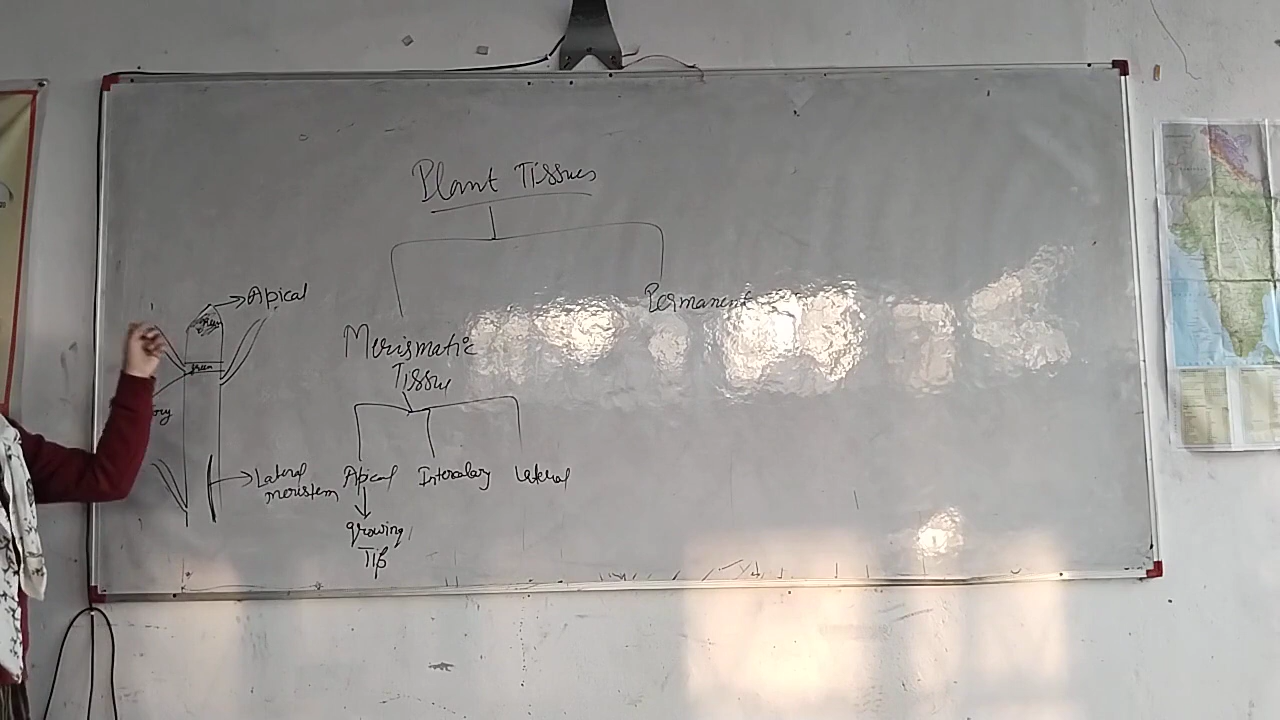 Plant Tissues
Permanent
Merismatic
Tissue
Apical
Intercalary
Lateral
growing
Tip
Apical
Lateral
meristem